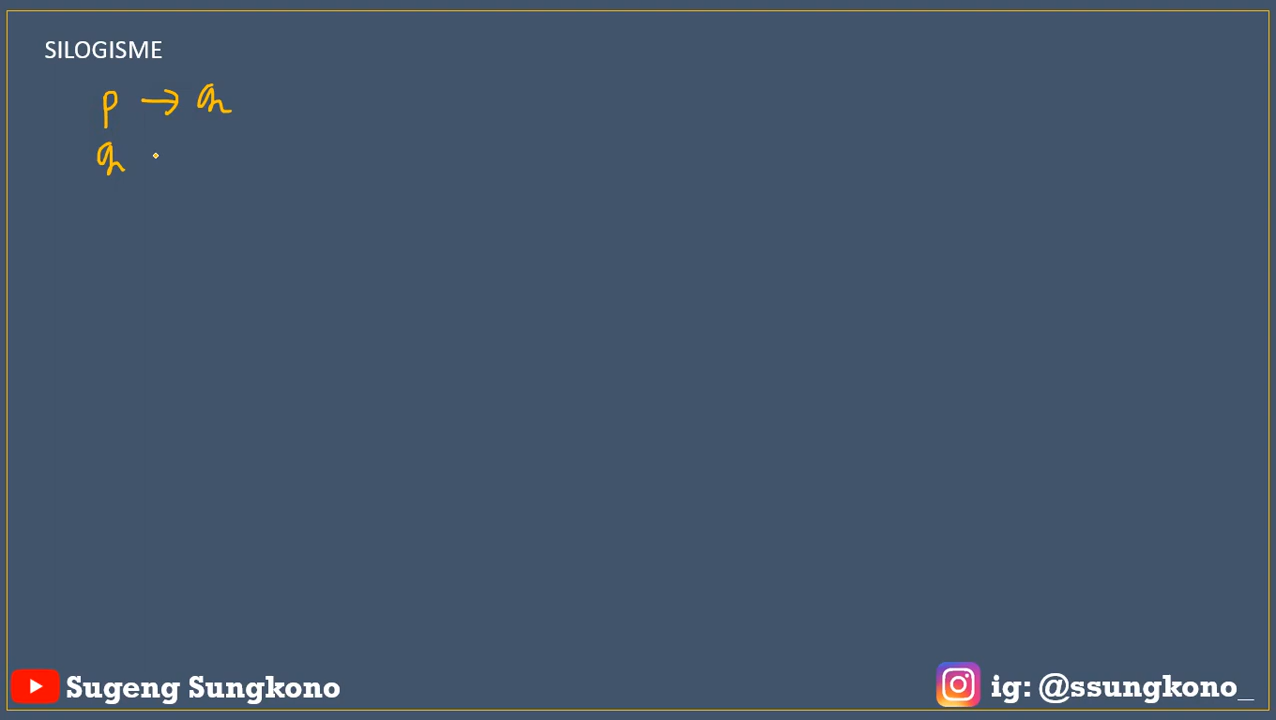 SILOGISME
p → q
q
Sugeng Sungkono
ig: @ssungkono_